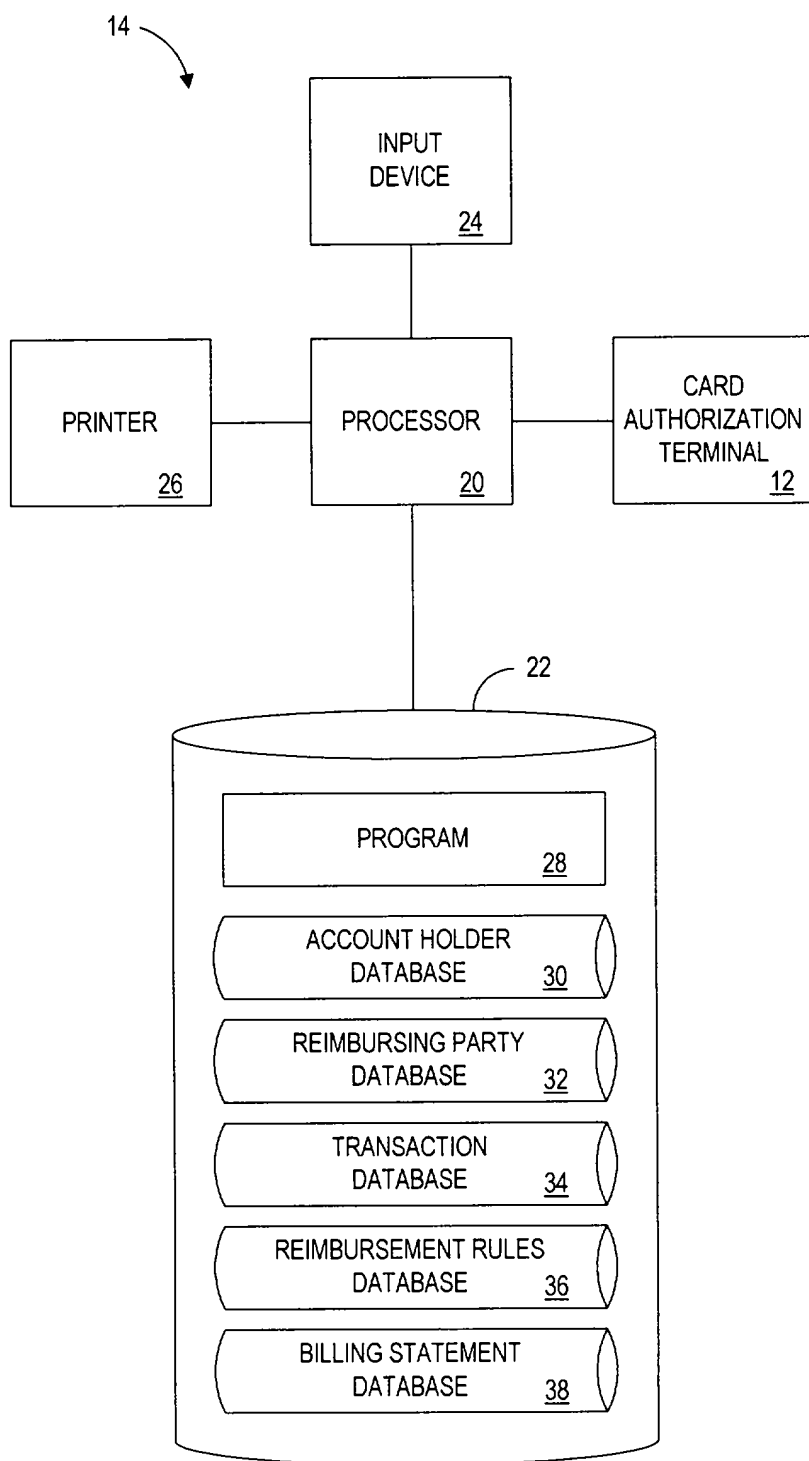 14
INPUT
DEVICE
24
PRINTER
26
PROCESSOR
20
CARD
AUTHORIZATION
TERMINAL
12
22
PROGRAM
28
ACCOUNT HOLDER
DATABASE
30
REIMBURSING PARTY
DATABASE
32
TRANSACTION
DATABASE
34
REIMBURSEMENT RULES
DATABASE
36
BILLING STATEMENT
DATABASE
38